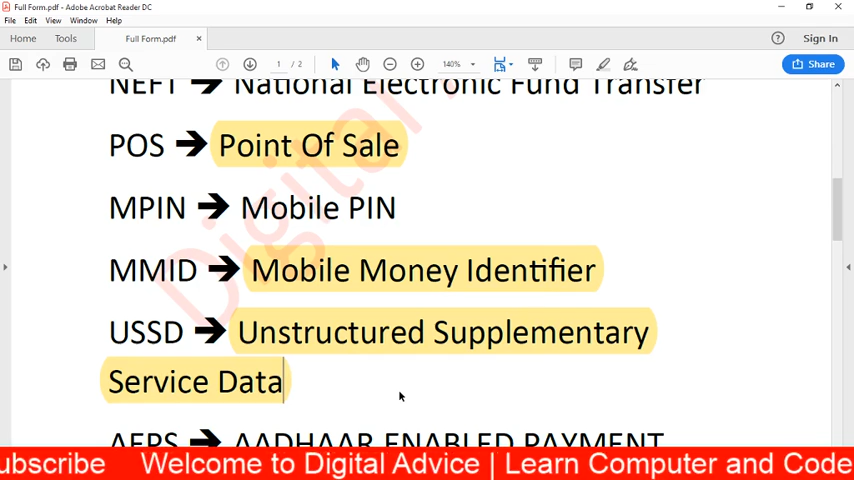 Full Form.pdf - Adobe Acrobat Reader DC
File Edit View Window Help
Home Tools Full Form.pdf × ? Sign In
1 / 2 140% Share
NEFT ➔ National Electronic Fund Transfer
POS ➔ Point Of Sale
MPIN ➔ Mobile PIN
MMID ➔ Mobile Money Identifier
USSD ➔ Unstructured Supplementary
Service Data
AEPS ➔ AADHAAR ENABLED PAYMENT
Digital
ubscribe Welcome to Digital Advice | Learn Computer and Code